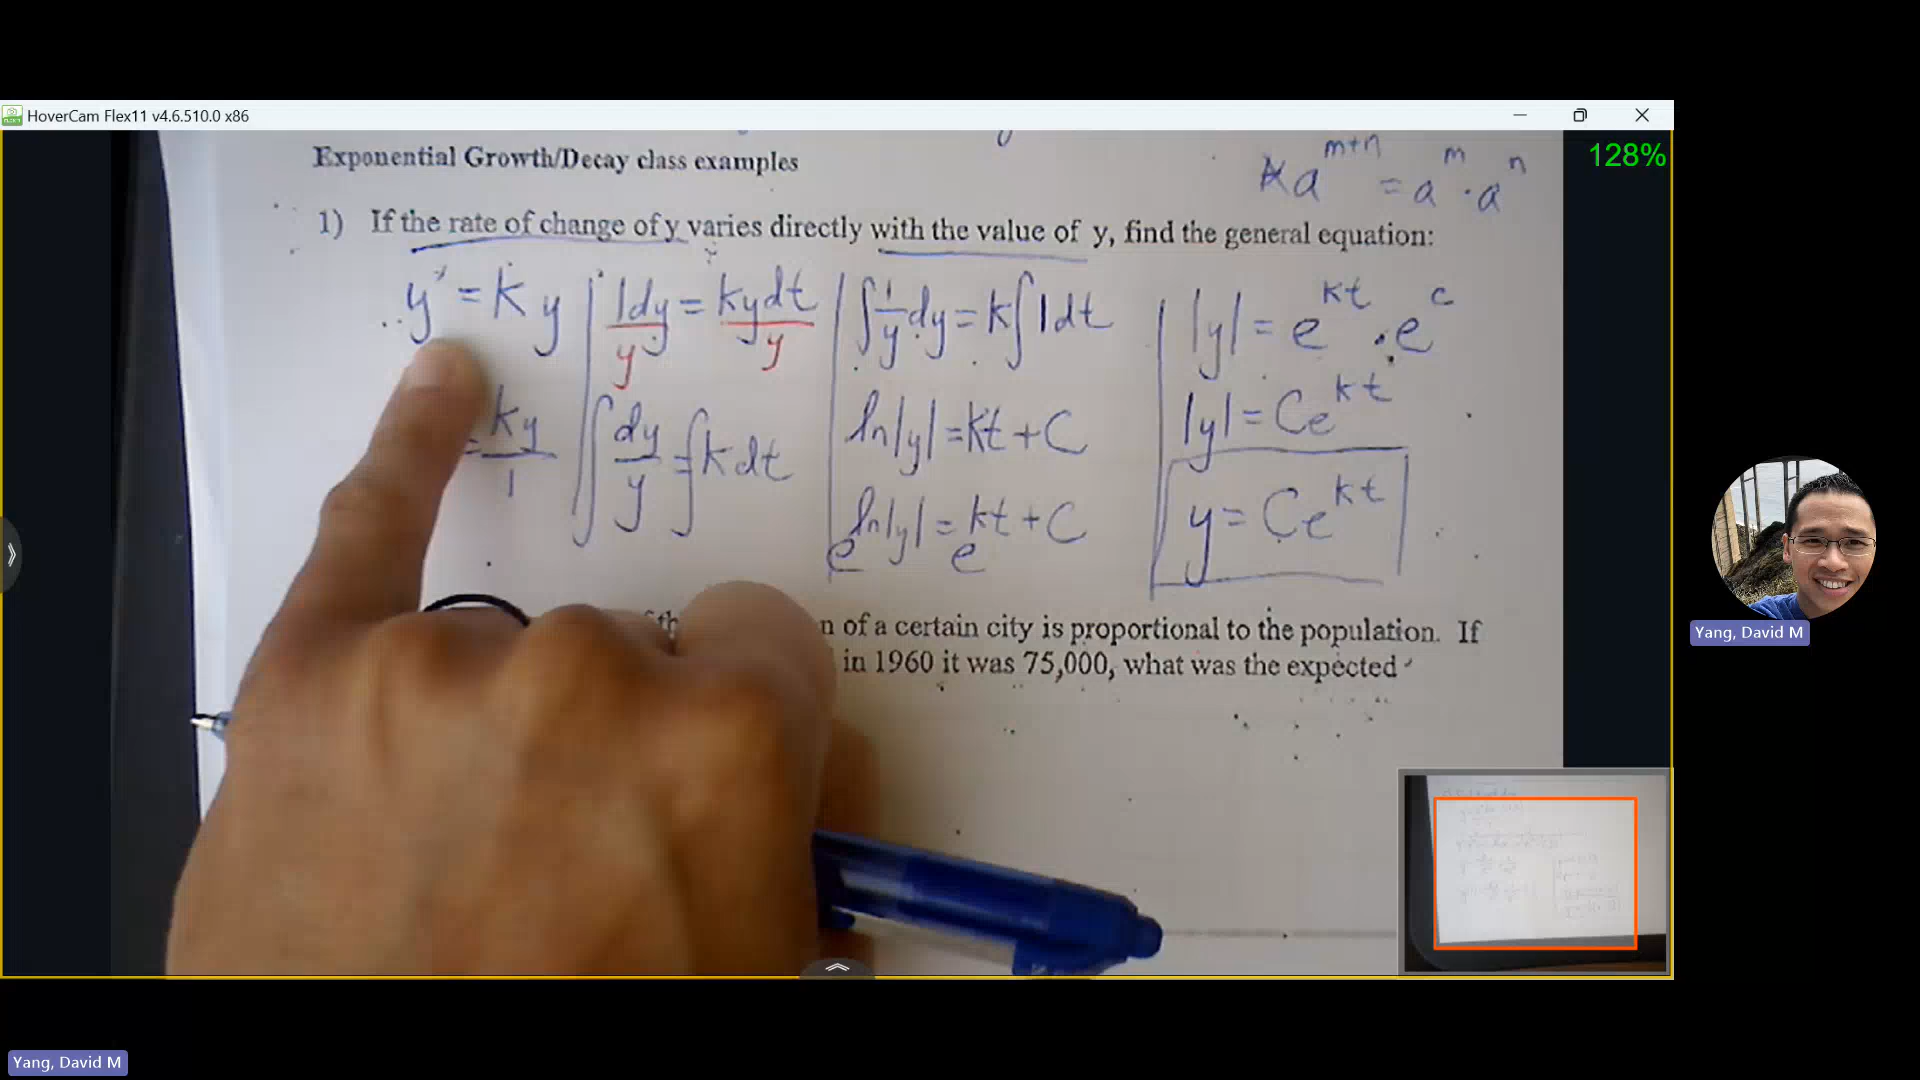 HoverCam Flex11 v4.6.510.0 x86
128%
Exponential Growth/Decay class examples
a^{m+n} = a^m · a^n
1) If the rate of change of y varies directly with the value of y, find the general equation:
y' = ky
= ky/1
1dy/y = kydt/y
∫ dy/y = ∫ k dt
∫ 1/y dy = k ∫ 1 dt
ln|y| = kt + C
e^{ln|y|} = e^{kt + C}
|y| = e^{kt} · e^c
|y| = Ce^{kt}
y = Ce^{kt}
n of a certain city is proportional to the population. If
in 1960 it was 75,000, what was the expected
Yang, David M
Yang, David M